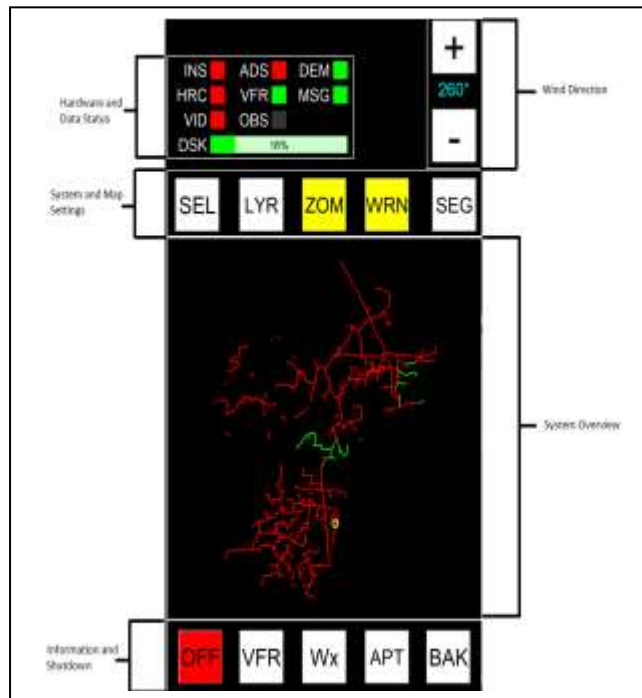 +
INS ADS DEM
HRC VFR MSG
VID OBS
DSK
260°
-
Hardware and
Data Status
Wind Direction
System and Map
Settings
SEL LYR ZOM WRN SEG
System Overview
Information and
Shutdown
OFF VFR Wx APT BAK